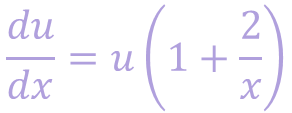 du/dx = u(1 + 2/x)